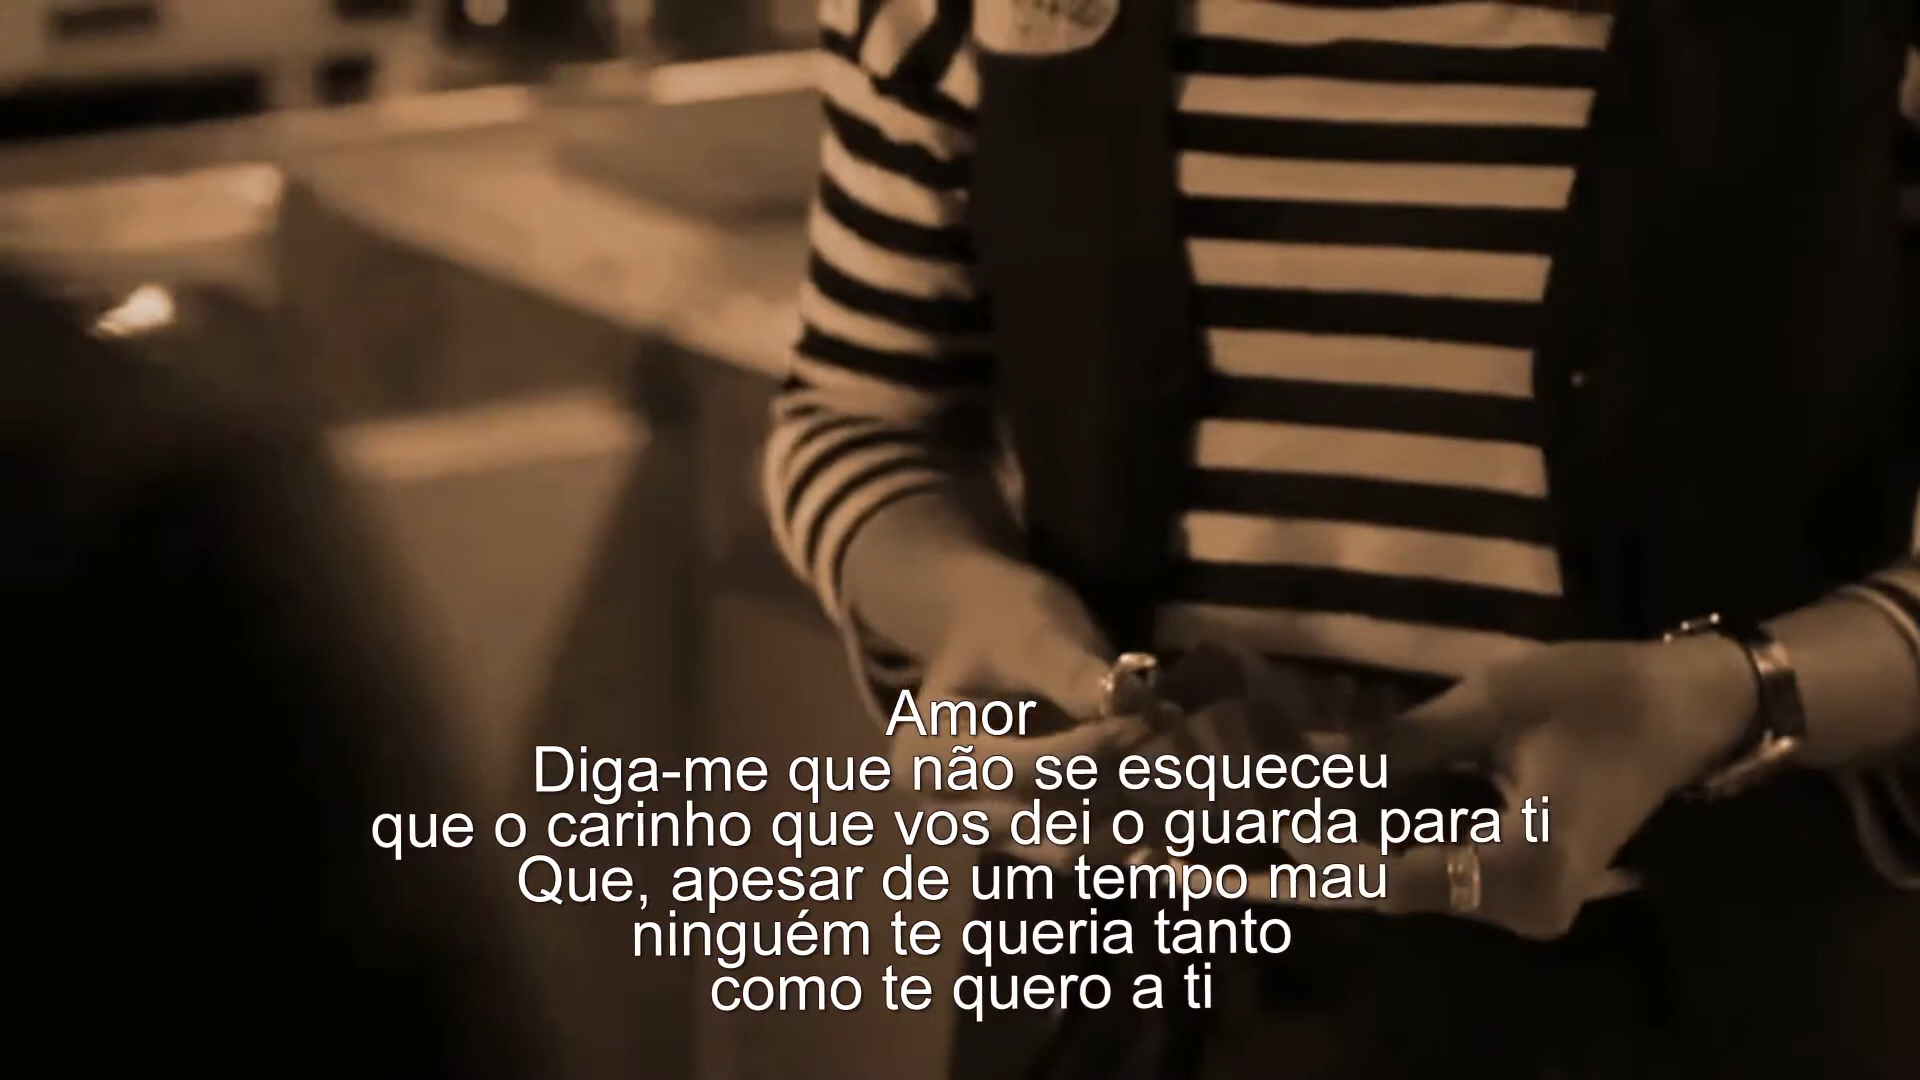 Amor
Diga-me que não se esqueceu
que o carinho que vos dei o guarda para ti
Que, apesar de um tempo mau
ninguém te queria tanto
como te quero a ti